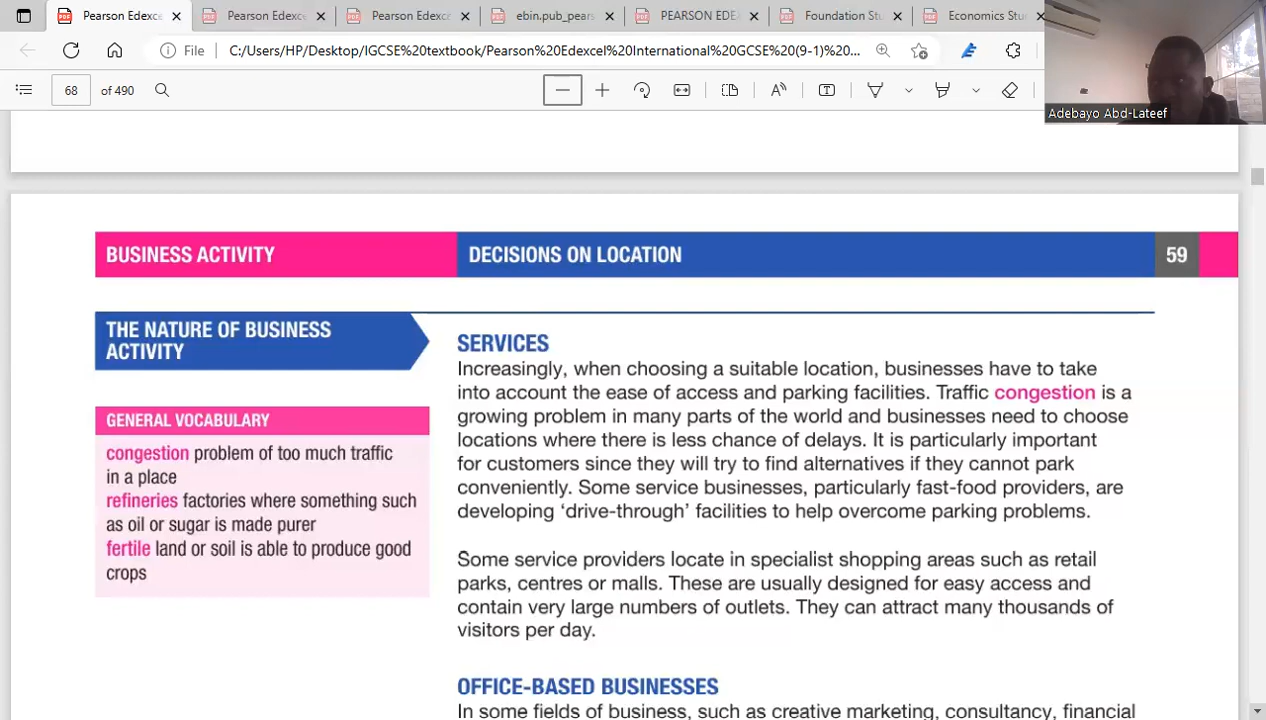 Pearson Edexce
Pearson Edexce
Pearson Edexce
ebin.pub_pears
PEARSON EDE
Foundation Stu
Economics Stu
File
C:/Users/HP/Desktop/IGCSE%20textbook/Pearson%20Edexcel%20International%20GCSE%20(9-1)%20...
68 of 490
Adebayo Abd-Lateef
BUSINESS ACTIVITY
DECISIONS ON LOCATION
59
THE NATURE OF BUSINESS
ACTIVITY
GENERAL VOCABULARY
congestion problem of too much traffic
in a place
refineries factories where something such
as oil or sugar is made purer
fertile land or soil is able to produce good
crops
SERVICES
Increasingly, when choosing a suitable location, businesses have to take
into account the ease of access and parking facilities. Traffic congestion is a
growing problem in many parts of the world and businesses need to choose
locations where there is less chance of delays. It is particularly important
for customers since they will try to find alternatives if they cannot park
conveniently. Some service businesses, particularly fast-food providers, are
developing ‘drive-through’ facilities to help overcome parking problems.
Some service providers locate in specialist shopping areas such as retail
parks, centres or malls. These are usually designed for easy access and
contain very large numbers of outlets. They can attract many thousands of
visitors per day.
OFFICE-BASED BUSINESSES
In some fields of business, such as creative marketing, consultancy, financial